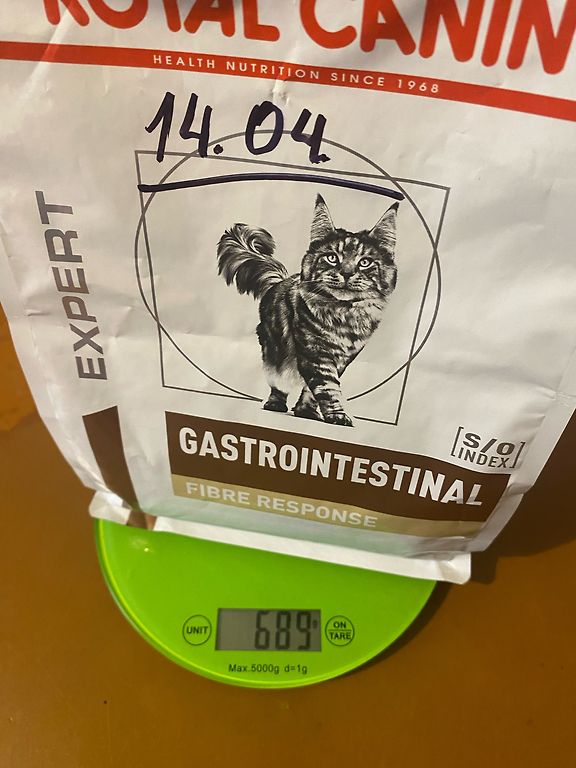 ROYAL CANIN
HEALTH NUTRITION SINCE 1968
14.04
EXPERT
S/O
INDEX
GASTROINTESTINAL
FIBRE RESPONSE
UNIT
689g
ON
TARE
Max.5000g d=1g